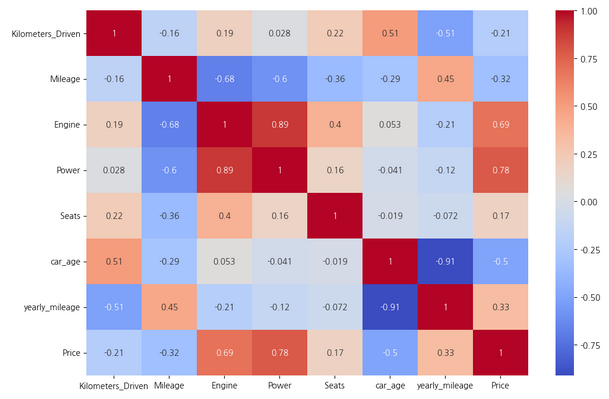 Kilometers_Driven 1 -0.16 0.19 0.028 0.22 0.51 -0.51 -0.21
Mileage -0.16 1 -0.68 -0.6 -0.36 -0.29 0.45 -0.32
Engine 0.19 -0.68 1 0.89 0.4 0.053 -0.21 0.69
Power 0.028 -0.6 0.89 1 0.16 -0.041 -0.12 0.78
Seats 0.22 -0.36 0.4 0.16 1 -0.019 -0.072 0.17
car_age 0.51 -0.29 0.053 -0.041 -0.019 1 -0.91 -0.5
yearly_mileage -0.51 0.45 -0.21 -0.12 -0.072 -0.91 1 0.33
Price -0.21 -0.32 0.69 0.78 0.17 -0.5 0.33 1
Kilometers_Driven Mileage Engine Power Seats car_age yearly_mileage Price
1.00
0.75
0.50
0.25
0.00
-0.25
-0.50
-0.75